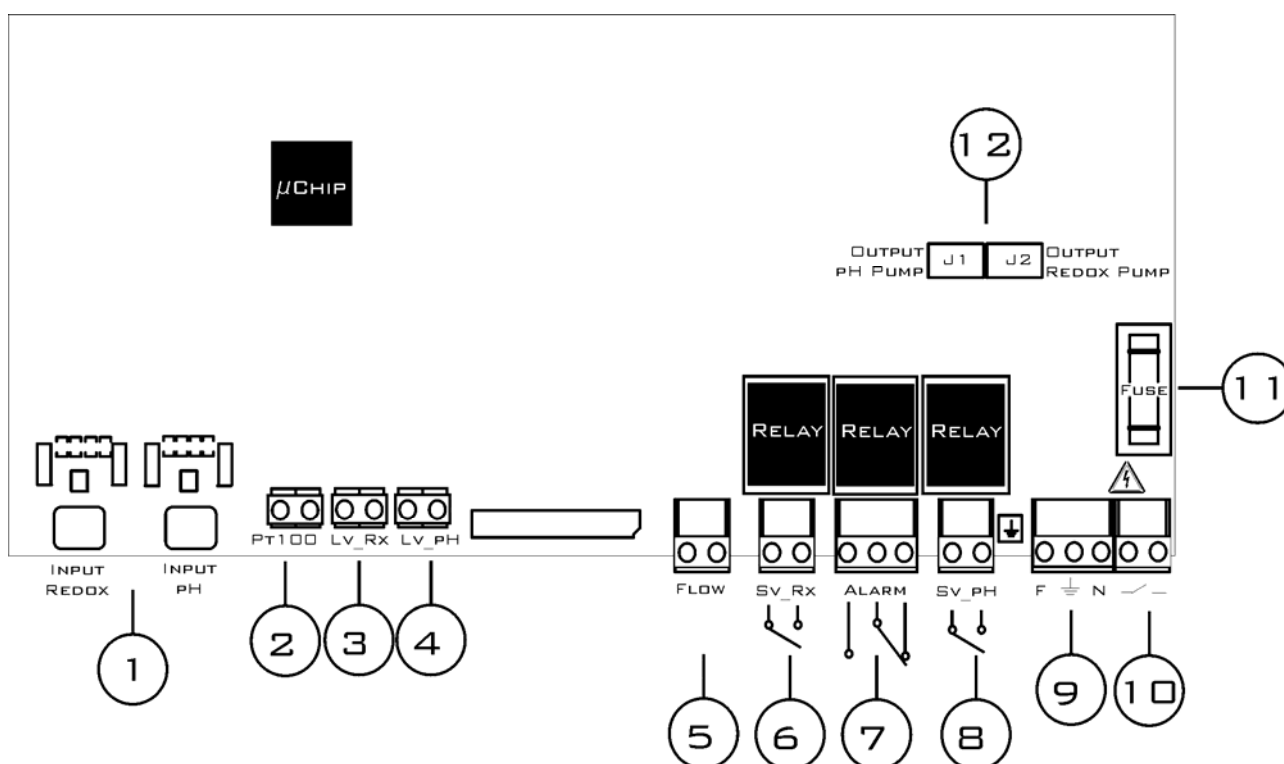 12
μChip
Output
pH Pump
J1
J2
Output
Redox Pump
Fuse
11
Relay
Relay
Relay
Pt100
Lv_Rx
Lv_pH
Input
Redox
Input
pH
Flow
Sv_Rx
Alarm
Sv_pH
F
N
1
2
3
4
5
6
7
8
9
10